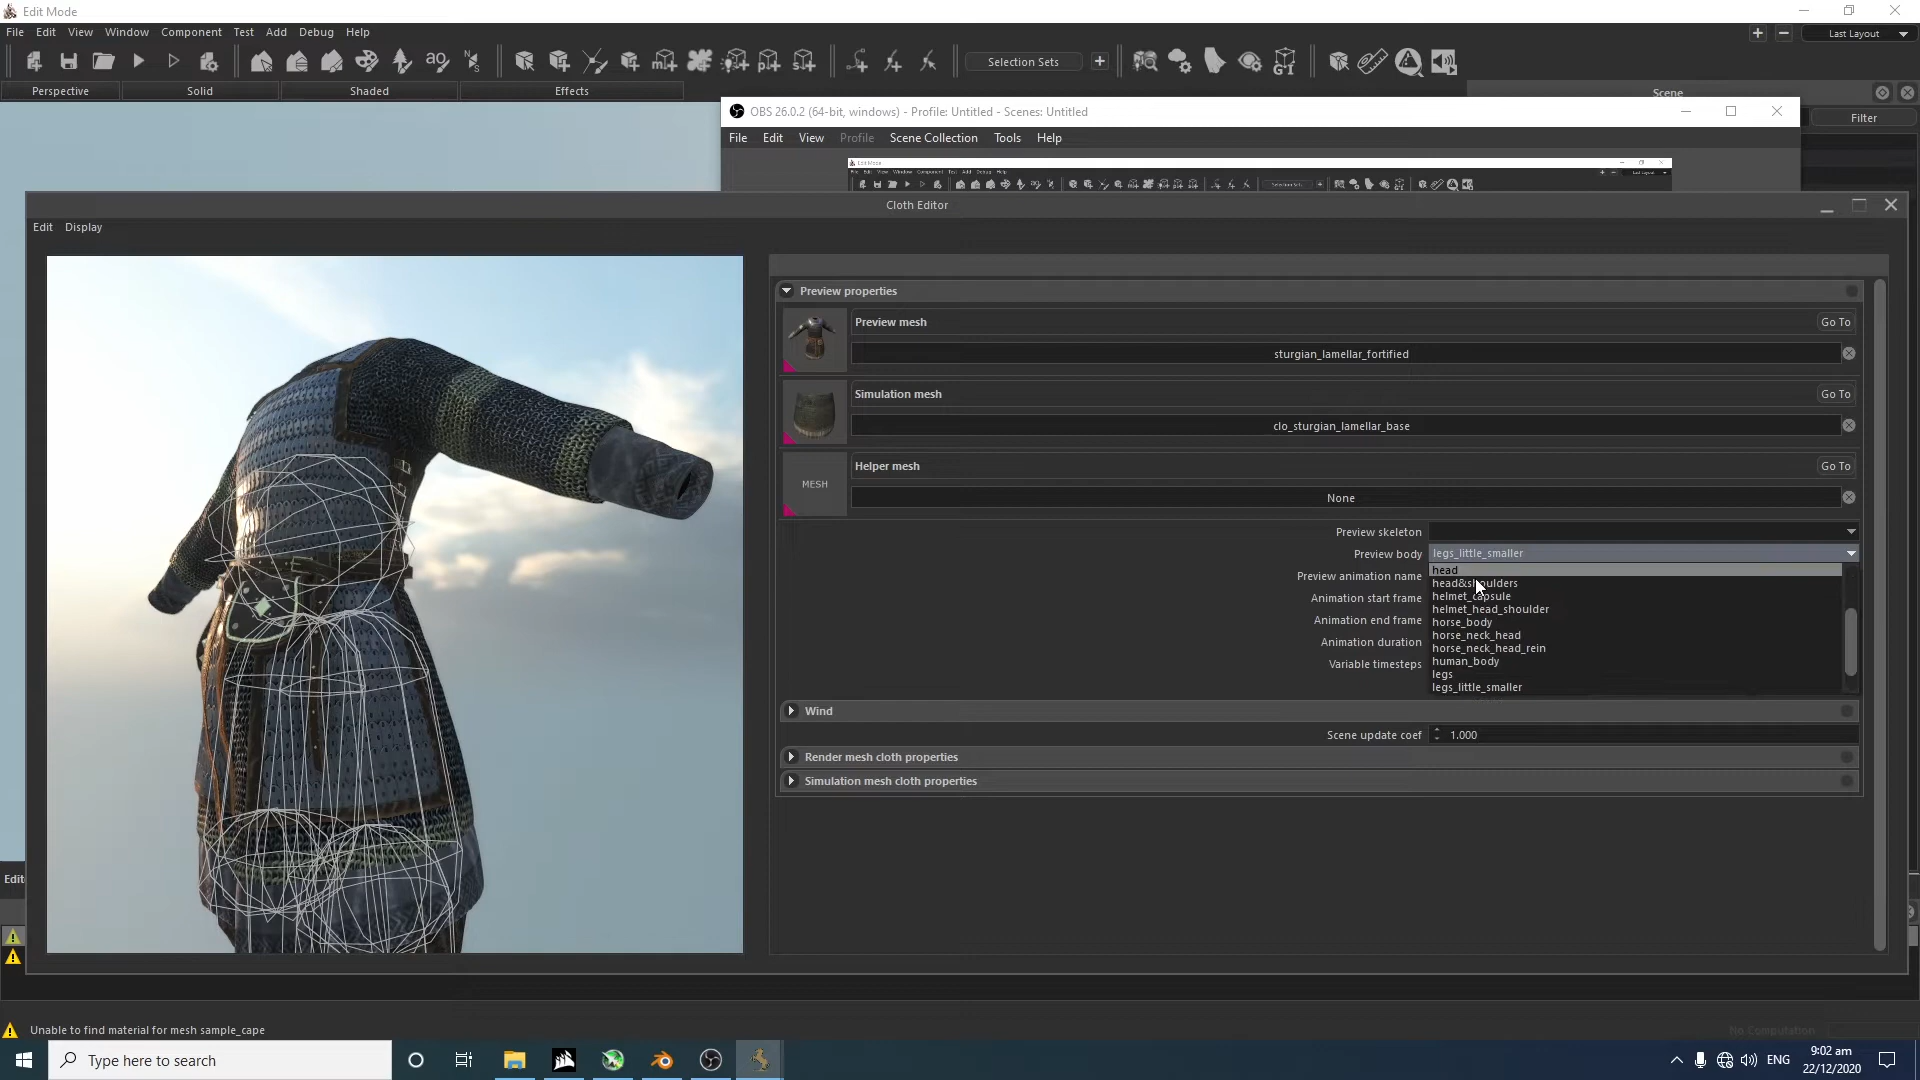 Edit Mode
File Edit View Window Component Test Add Debug Help
Last Layout
ao
Selection Sets
GI
Perspective Solid Shaded Effects
Scene
Filter
OBS 26.0.2 (64-bit, windows) - Profile: Untitled - Scenes: Untitled
File Edit View Profile Scene Collection Tools Help
Cloth Editor
Edit Display
Preview properties
Preview mesh
Go To
sturgian_lamellar_fortified
Simulation mesh
Go To
clo_sturgian_lamellar_base
Helper mesh
Go To
MESH
None
Preview skeleton
Preview body
legs_little_smaller
head
Preview animation name
head&shoulders
helmet_capsule
Animation start frame
helmet_head_shoulder
Animation end frame
horse_body
horse_neck_head
Animation duration
horse_neck_head_rein
Variable timesteps
human_body
legs
legs_little_smaller
Wind
Scene update coef
1.000
Render mesh cloth properties
Simulation mesh cloth properties
Unable to find material for mesh sample_cape
No Computation
Type here to search
ENG
9:02 am
22/12/2020